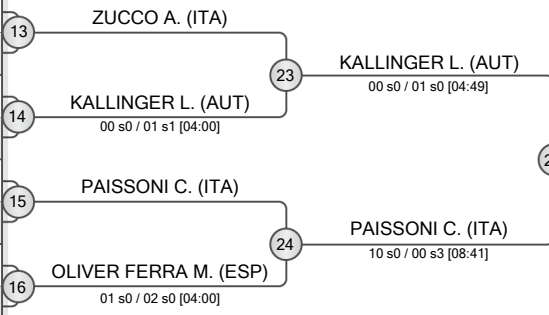 ZUCCO A. (ITA)
13
23
KALLINGER L. (AUT)
00 s0 / 01 s0 [04:49]
KALLINGER L. (AUT)
14
00 s0 / 01 s1 [04:00]
PAISSONI C. (ITA)
15
24
PAISSONI C. (ITA)
10 s0 / 00 s3 [08:41]
OLIVER FERRA M. (ESP)
16
01 s0 / 02 s0 [04:00]